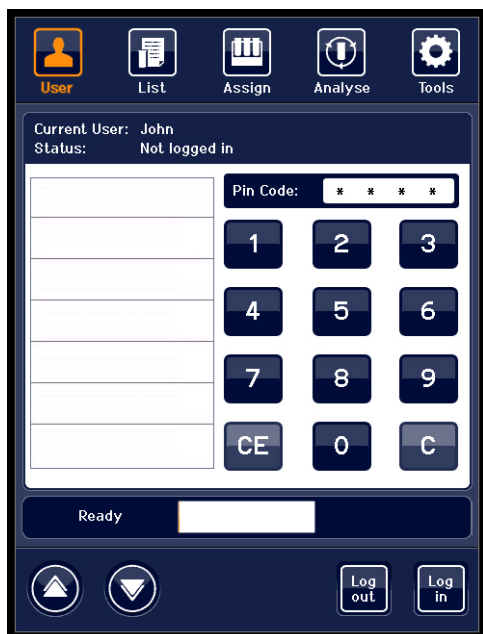 User List Assign Analyse Tools
Current User: John
Status: Not logged in
Pin Code: * * * *
1 2 3
4 5 6
7 8 9
CE 0 C
Ready
Log out Log in